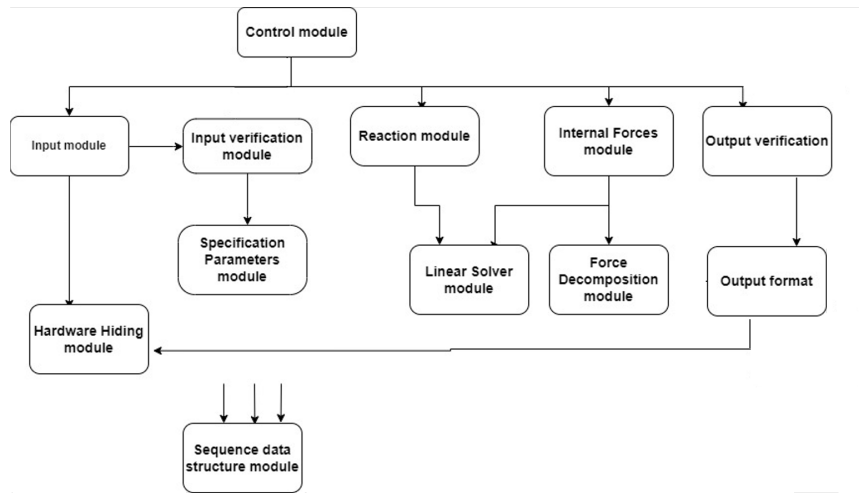 Control module
Input module
Input verification
module
Reaction module
Internal Forces
module
Output verification
Specification
Parameters
module
Linear Solver
module
Force
Decomposition
module
Output format
Hardware Hiding
module
Sequence data
structure module